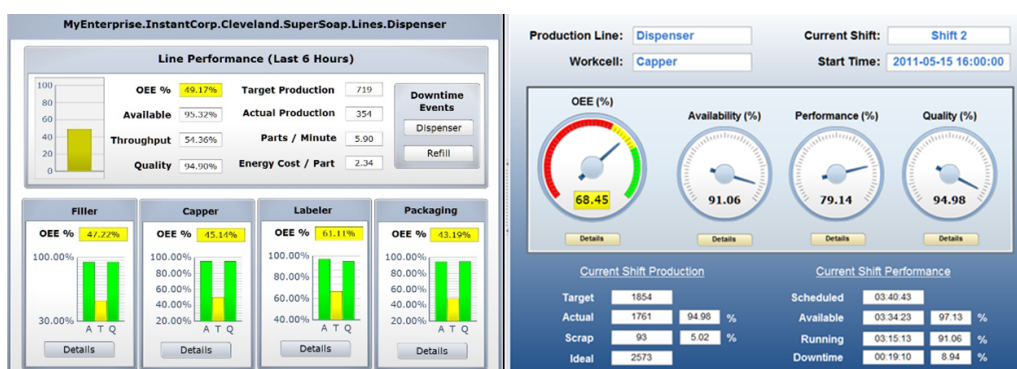 MyEnterprise.InstantCorp.Cleveland.SuperSoap.Lines.Dispenser
Line Performance (Last 6 Hours)
100
80
60
40
20
0
OEE % 49.17% Target Production 719
Available 95.32% Actual Production 354
Throughput 54.36% Parts / Minute 5.90
Quality 94.90% Energy Cost / Part 2.34
Downtime
Events
Dispenser
Refill
Filler
OEE % 47.22%
100.00%
30.00%
A T Q
Details
Capper
OEE % 45.14%
100.00%
80.00%
60.00%
40.00%
20.00%
A T Q
Details
Labeler
OEE % 61.11%
100.00%
80.00%
60.00%
40.00%
A T Q
Details
Packaging
OEE % 43.19%
100.00%
80.00%
60.00%
40.00%
20.00%
A T Q
Details
Production Line: Dispenser Current Shift: Shift 2
Workcell: Capper Start Time: 2011-05-15 16:00:00
OEE (%)
68.45
Details
Availability (%)
91.06
Details
Performance (%)
79.14
Details
Quality (%)
94.98
Details
Current Shift Production
Target 1854
Actual 1761 94.98 %
Scrap 93 5.02 %
Ideal 2573
Current Shift Performance
Scheduled 03:40:43
Available 03:34:23 97.13 %
Running 03:15:13 91.06 %
Downtime 00:19:10 8.94 %